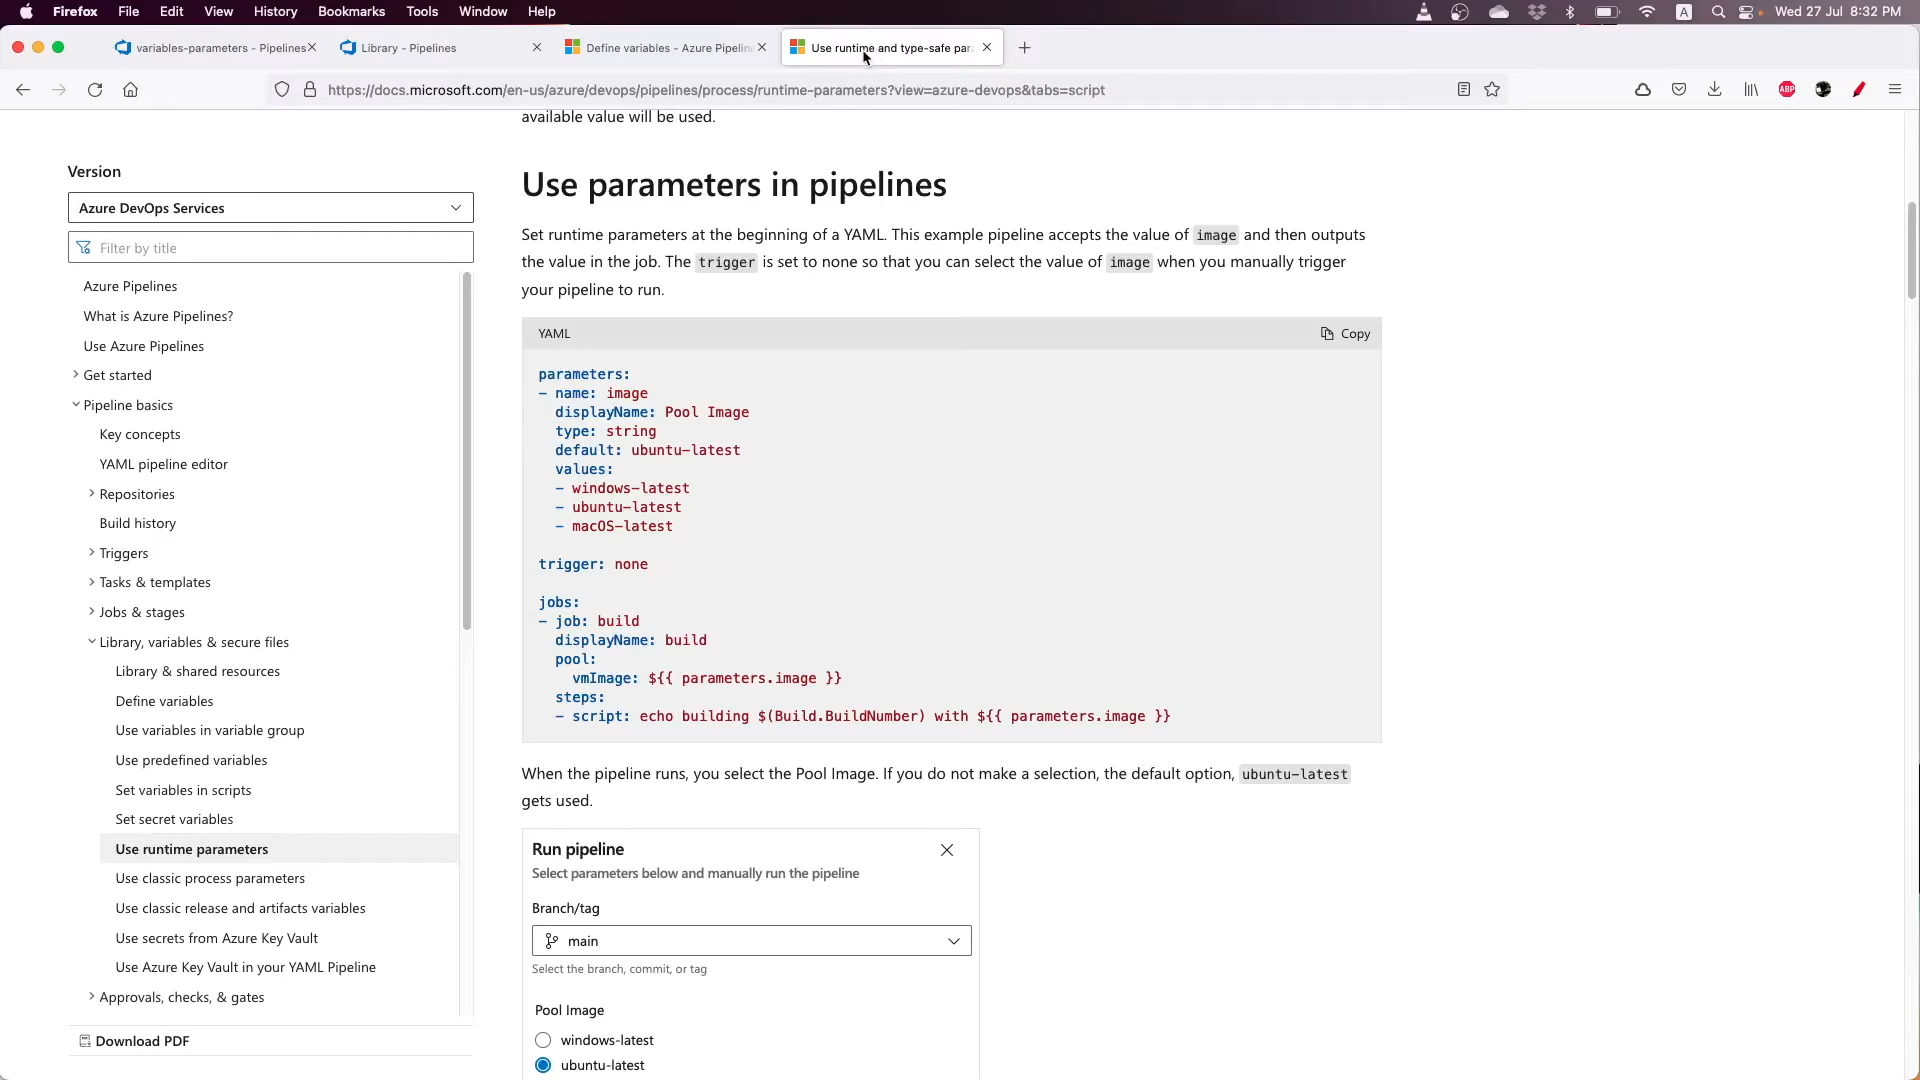 Firefox File Edit View History Bookmarks Tools Window Help
A
Wed 27 Jul 8:32 PM
variables-parameters - Pipelines
Library - Pipelines
Define variables - Azure Pipelin
Use runtime and type-safe par
https://docs.microsoft.com/en-us/azure/devops/pipelines/process/runtime-parameters?view=azure-devops&tabs=script
ABP
Version
Azure DevOps Services
Filter by title
Azure Pipelines
What is Azure Pipelines?
Use Azure Pipelines
Get started
Pipeline basics
Key concepts
YAML pipeline editor
Repositories
Build history
Triggers
Tasks & templates
Jobs & stages
Library, variables & secure files
Library & shared resources
Define variables
Use variables in variable group
Use predefined variables
Set variables in scripts
Set secret variables
Use runtime parameters
Use classic process parameters
Use classic release and artifacts variables
Use secrets from Azure Key Vault
Use Azure Key Vault in your YAML Pipeline
Approvals, checks, & gates
Download PDF
available value will be used.
Use parameters in pipelines
Set runtime parameters at the beginning of a YAML. This example pipeline accepts the value of image and then outputs
the value in the job. The trigger is set to none so that you can select the value of image when you manually trigger
your pipeline to run.
YAML
Copy
parameters:
- name: image
displayName: Pool Image
type: string
default: ubuntu-latest
values:
- windows-latest
- ubuntu-latest
- macOS-latest
trigger: none
jobs:
- job: build
displayName: build
pool:
vmImage: ${{ parameters.image }}
steps:
- script: echo building $(Build.BuildNumber) with ${{ parameters.image }}
When the pipeline runs, you select the Pool Image. If you do not make a selection, the default option, ubuntu-latest
gets used.
Run pipeline
Select parameters below and manually run the pipeline
Branch/tag
main
Select the branch, commit, or tag
Pool Image
windows-latest
ubuntu-latest